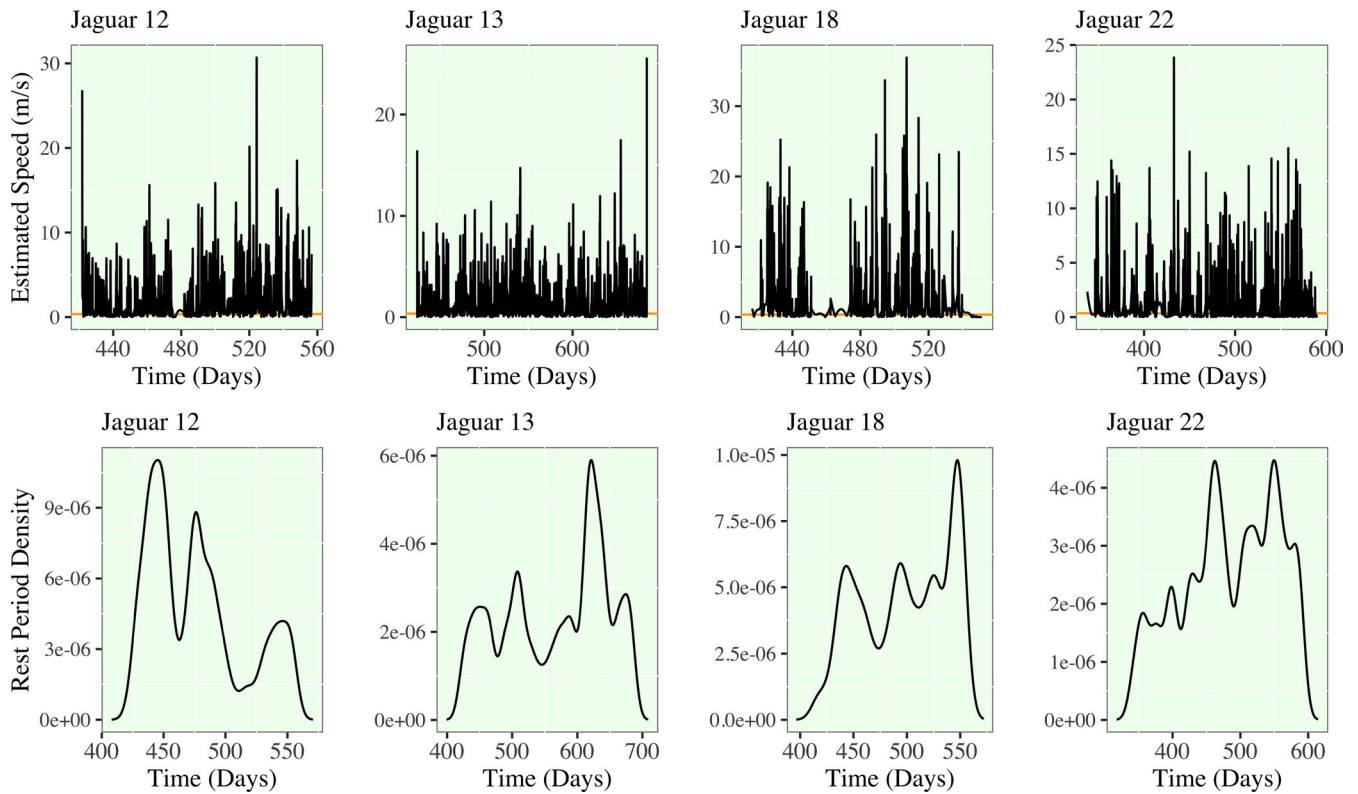 Jaguar 12 Jaguar 13 Jaguar 18 Jaguar 22
Estimated Speed (m/s)
30
20
10
0
440 480 520 560
Time (Days)
20
10
0
500 600
Time (Days)
30
20
10
0
440 480 520
Time (Days)
25
20
15
10
5
0
400 500 600
Time (Days)
Jaguar 12 Jaguar 13 Jaguar 18 Jaguar 22
Rest Period Density
9e-06
6e-06
3e-06
0e+00
400 450 500 550
Time (Days)
6e-06
4e-06
2e-06
0e+00
400 500 600 700
Time (Days)
1.0e-05
7.5e-06
5.0e-06
2.5e-06
0.0e+00
400 450 500 550
Time (Days)
4e-06
3e-06
2e-06
1e-06
0e+00
400 500 600
Time (Days)